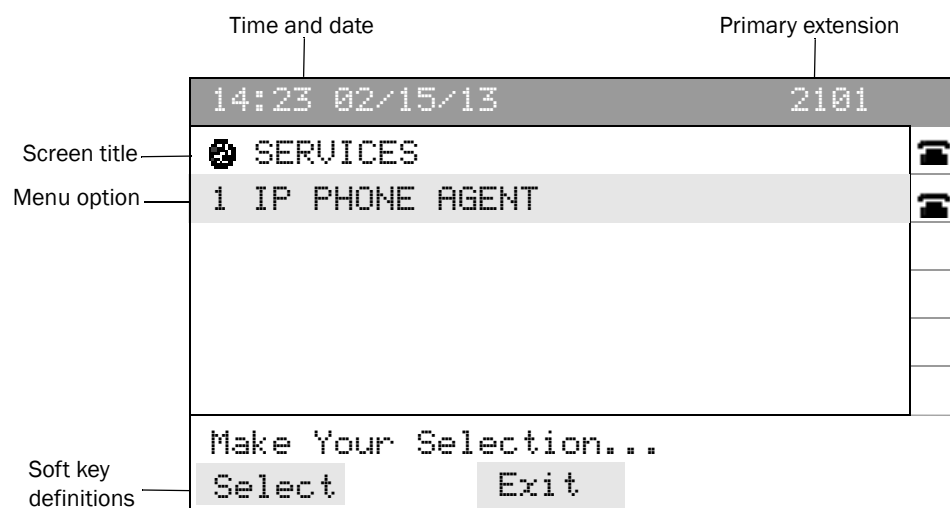 Time and date
Primary extension
14:23 02/15/13 2101
Screen title
SERVICES
Menu option
1 IP PHONE AGENT
Make Your Selection...
Soft key
definitions
Select Exit